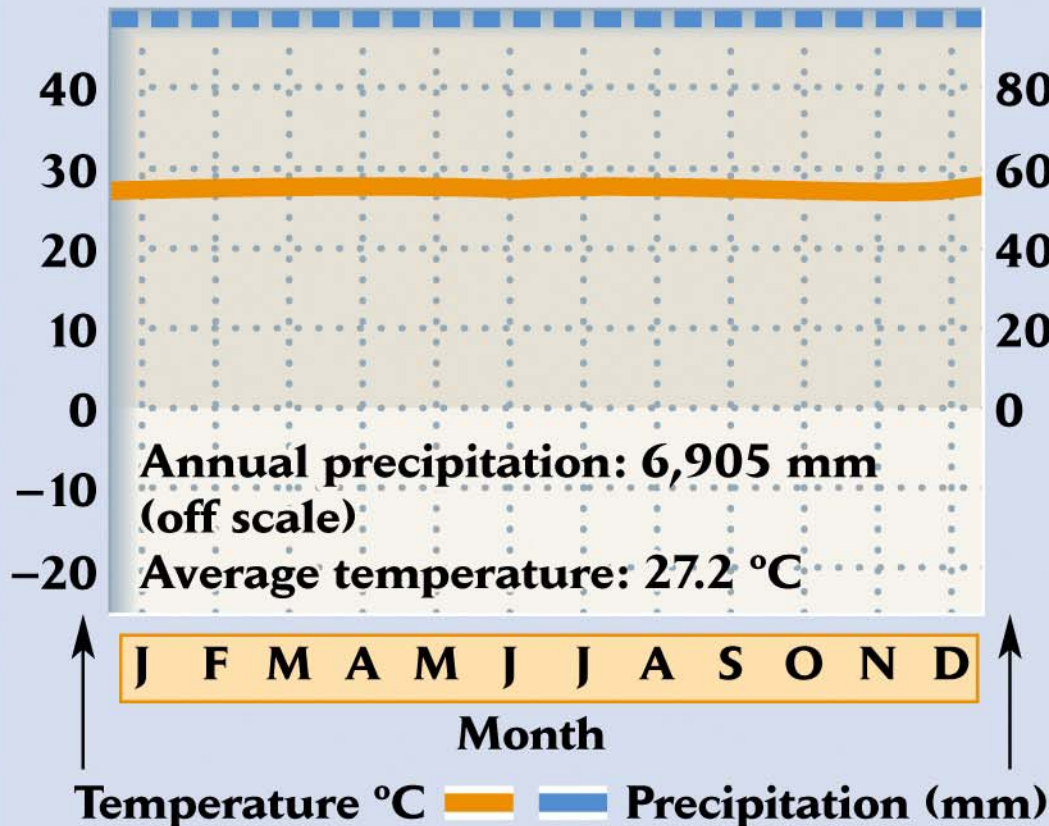 40 80
30 60
20 40
10 20
0 0
–10
–20
Annual precipitation: 6,905 mm
(off scale)
Average temperature: 27.2 ºC
J F M A M J J A S O N D
Month
Temperature ºC Precipitation (mm)